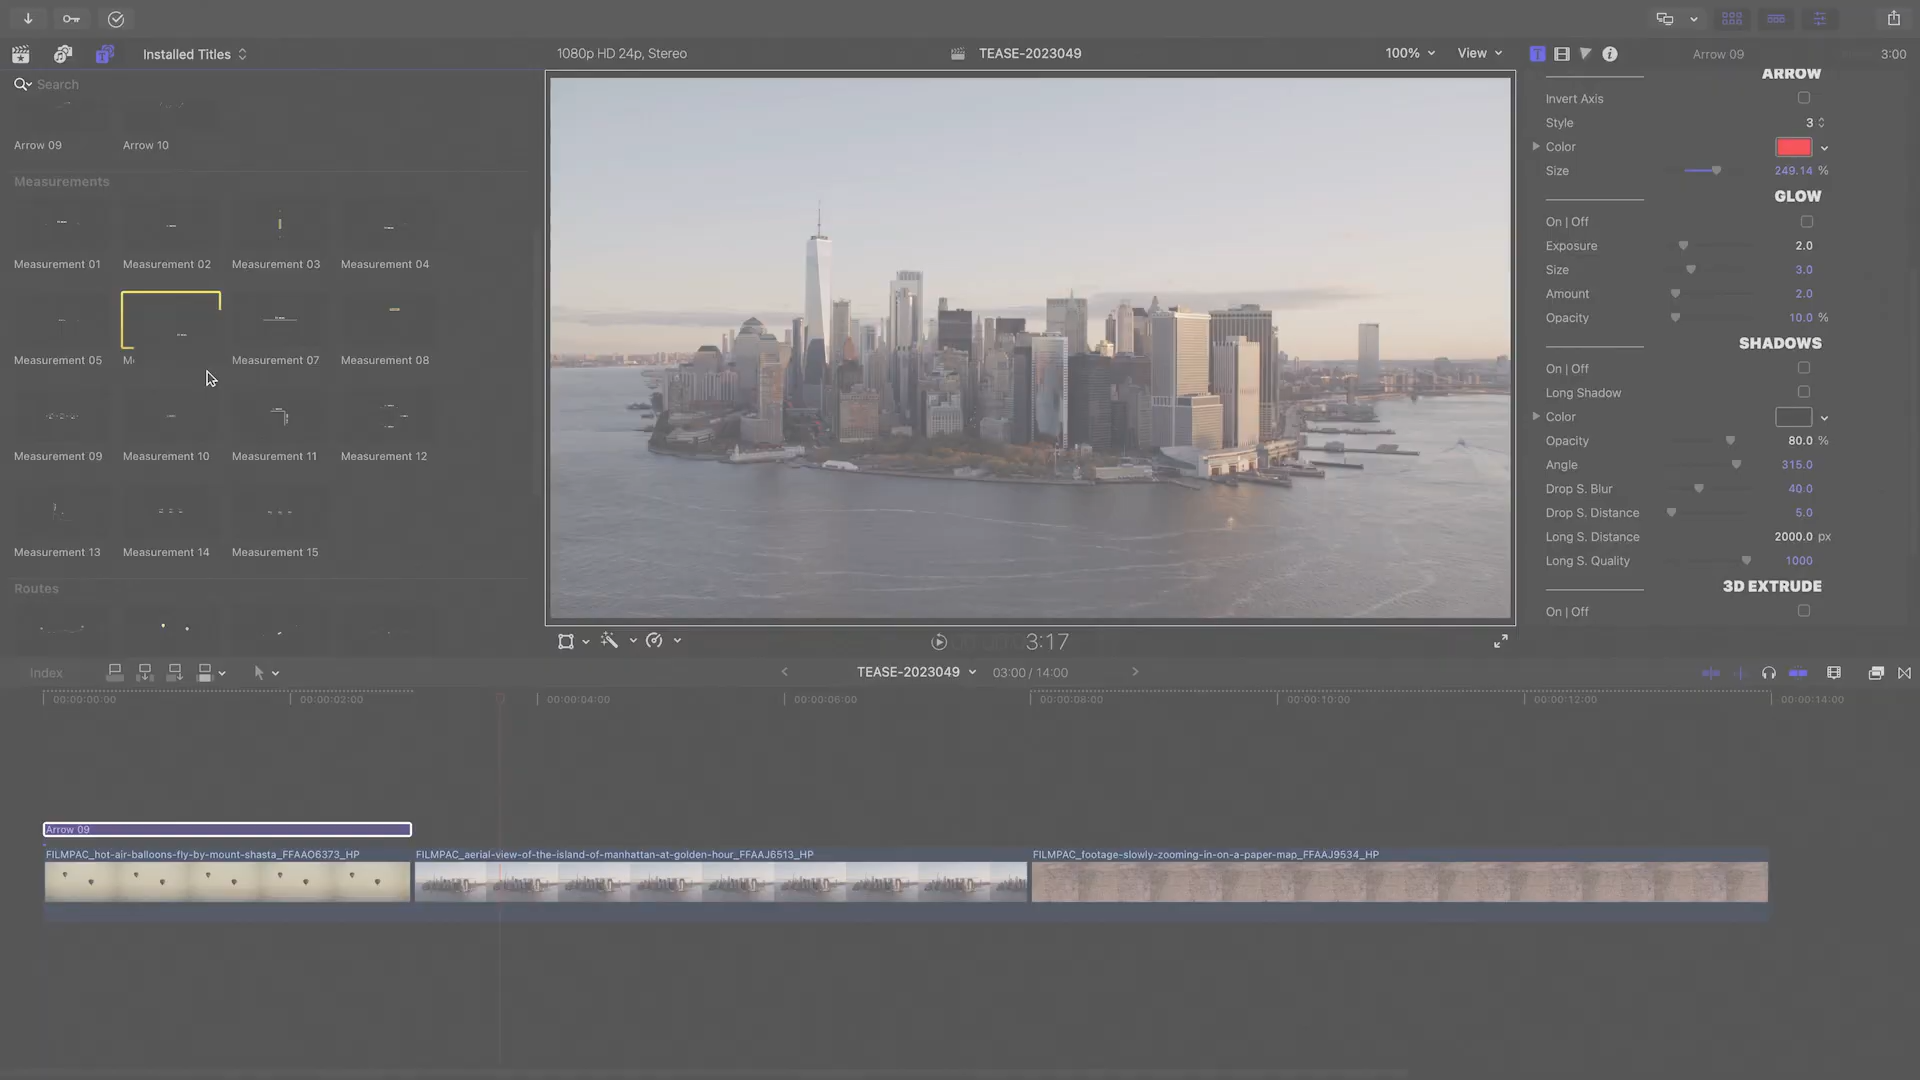 Installed Titles
1080p HD 24p, Stereo
TEASE-2023049
100%
View
Arrow 09
3:00
Search
Arrow 09
Arrow 10
Measurements
Measurement 01
Measurement 02
Measurement 03
Measurement 04
Measurement 05
Measurement 07
Measurement 08
Measurement 09
Measurement 10
Measurement 11
Measurement 12
Measurement 13
Measurement 14
Measurement 15
Routes
ARROW
Invert Axis
Style 3
Color
Size 249.14 %
GLOW
On | Off
Exposure 2.0
Size 3.0
Amount 2.0
Opacity 10.0 %
SHADOWS
On | Off
Long Shadow
Color
Opacity 80.0 %
Angle 315.0
Drop S. Blur 40.0
Drop S. Distance 5.0
Long S. Distance 2000.0 px
Long S. Quality 1000
3D EXTRUDE
On | Off
3:17
Index
TEASE-2023049
03:00 / 14:00
00:00:00:00
00:00:02:00
00:00:04:00
00:00:06:00
00:00:08:00
00:00:10:00
00:00:12:00
00:00:14:00
Arrow 09
FILMPAC_hot-air-balloons-fly-by-mount-shasta_FFAAO6373_HP
FILMPAC_aerial-view-of-the-island-of-manhattan-at-golden-hour_FFAAJ6513_HP
FILMPAC_footage-slowly-zooming-in-on-a-paper-map_FFAAJ9534_HP